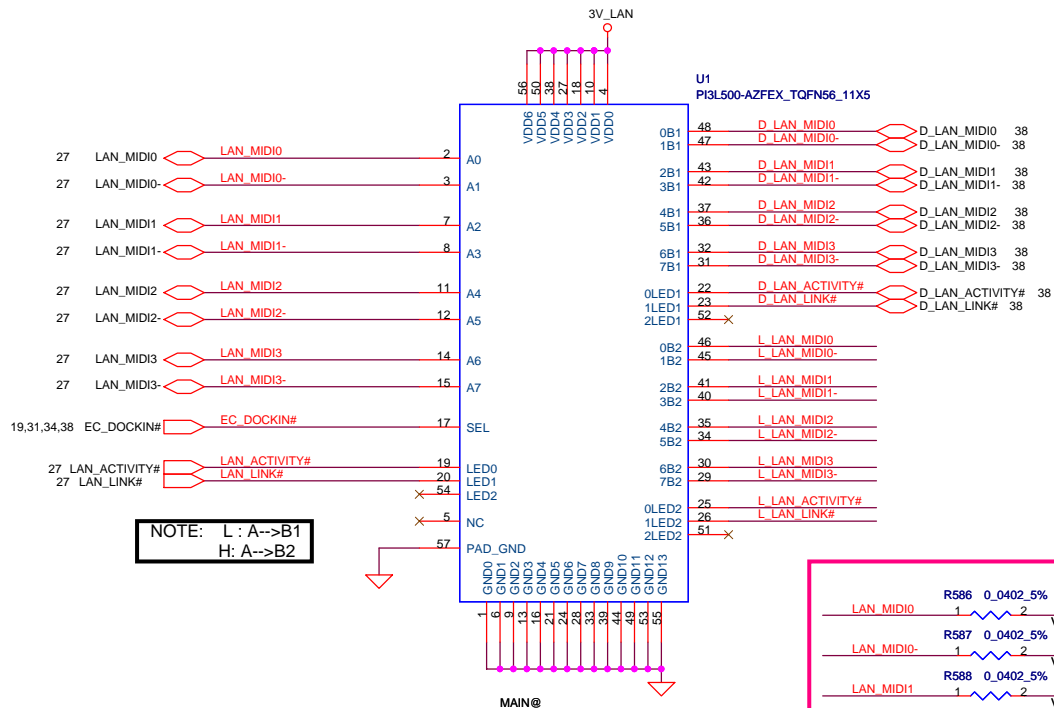 3V_LAN
56 50 38 27 18 10 4
VDD6 VDD5 VDD4 VDD3 VDD2 VDD1 VDD0
U1
PI3L500-AZFEX_TQFN56_11X5
27 LAN_MIDI0 LAN_MIDI0 2 A0
27 LAN_MIDI0- LAN_MIDI0- 3 A1
27 LAN_MIDI1 LAN_MIDI1 7 A2
27 LAN_MIDI1- LAN_MIDI1- 8 A3
27 LAN_MIDI2 LAN_MIDI2 11 A4
27 LAN_MIDI2- LAN_MIDI2- 12 A5
27 LAN_MIDI3 LAN_MIDI3 14 A6
27 LAN_MIDI3- LAN_MIDI3- 15 A7
19,31,34,38 EC_DOCKIN# EC_DOCKIN# 17 SEL
27 LAN_ACTIVITY# LAN_ACTIVITY# 19 LED0
27 LAN_LINK# LAN_LINK# 20 LED1
54 LED2
5 NC
57 PAD_GND
0B1 48 D_LAN_MIDI0 D_LAN_MIDI0 38
1B1 47 D_LAN_MIDI0- D_LAN_MIDI0- 38
2B1 43 D_LAN_MIDI1 D_LAN_MIDI1 38
3B1 42 D_LAN_MIDI1- D_LAN_MIDI1- 38
4B1 37 D_LAN_MIDI2 D_LAN_MIDI2 38
5B1 36 D_LAN_MIDI2- D_LAN_MIDI2- 38
6B1 32 D_LAN_MIDI3 D_LAN_MIDI3 38
7B1 31 D_LAN_MIDI3- D_LAN_MIDI3- 38
0LED1 22 D_LAN_ACTIVITY# D_LAN_ACTIVITY# 38
1LED1 23 D_LAN_LINK# D_LAN_LINK# 38
2LED1 52
0B2 46 L_LAN_MIDI0
1B2 45 L_LAN_MIDI0-
2B2 41 L_LAN_MIDI1
3B2 40 L_LAN_MIDI1-
4B2 35 L_LAN_MIDI2
5B2 34 L_LAN_MIDI2-
6B2 30 L_LAN_MIDI3
7B2 29 L_LAN_MIDI3-
0LED2 25 L_LAN_ACTIVITY#
1LED2 26 L_LAN_LINK#
2LED2 51
NOTE: L : A-->B1
H: A-->B2
GND0 GND1 GND2 GND3 GND4 GND5 GND6 GND7 GND8 GND9 GND10 GND11 GND12 GND13
1 6 9 13 16 21 24 28 33 39 44 49 53 55
MAIN@
R586 0_0402_5%
LAN_MIDI0 1 2
R587 0_0402_5%
LAN_MIDI0- 1 2
R588 0_0402_5%
LAN_MIDI1 1 2